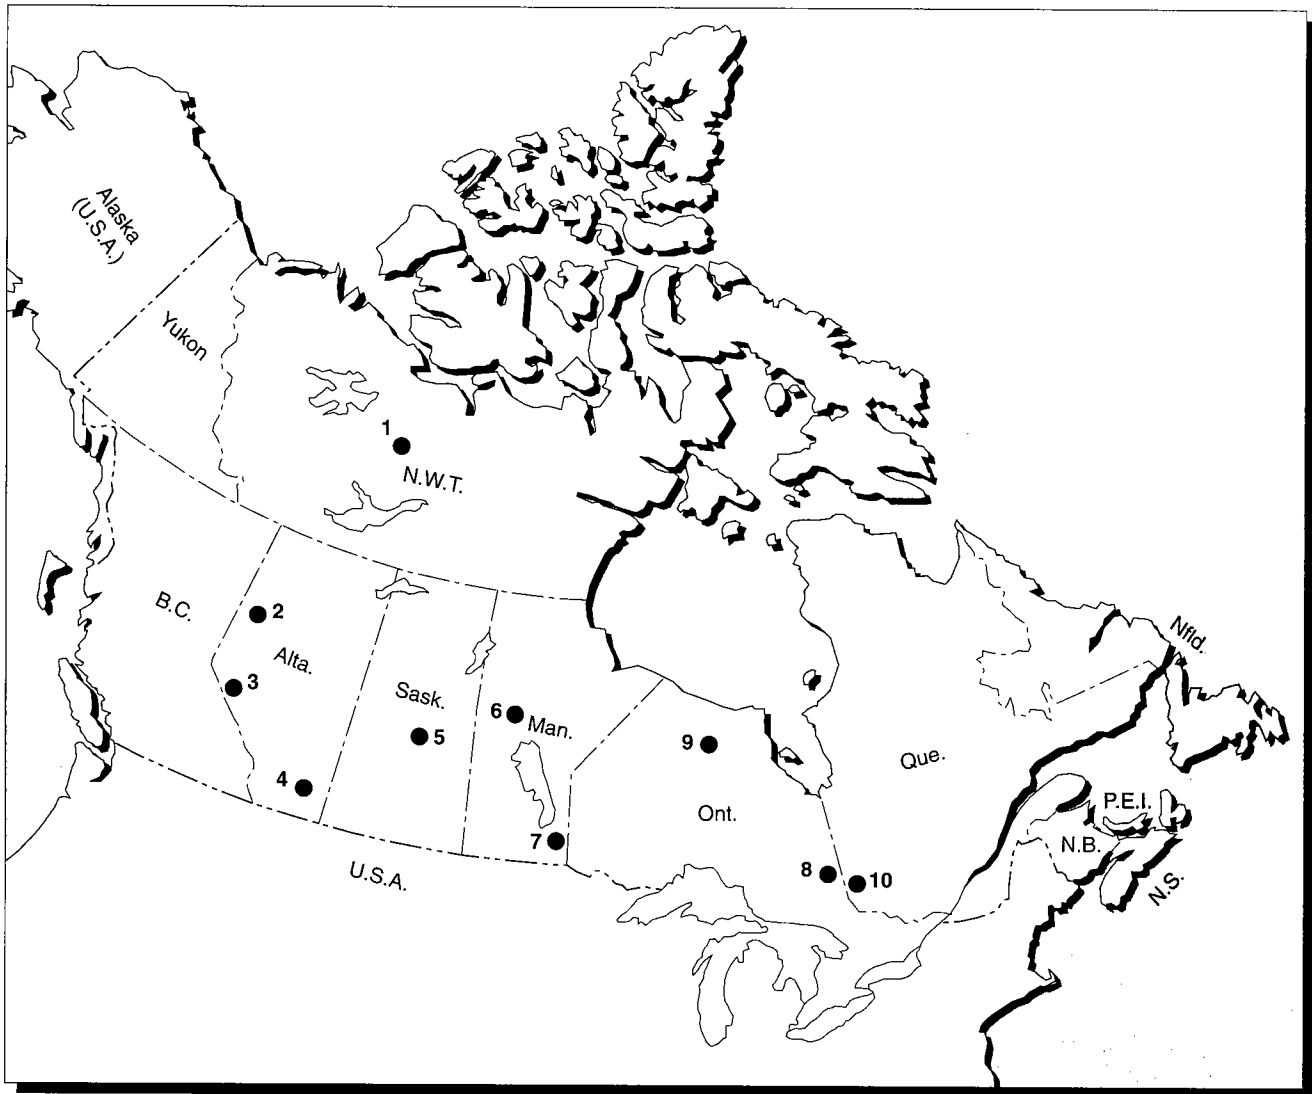 Alaska
(U.S.A.)
Yukon
1
N.W.T.
B.C.
2
Alta.
3
Sask.
4
5
6
Man.
7
U.S.A.
9
Ont.
8
10
Que.
Nfld.
P.E.I.
N.B.
N.S.